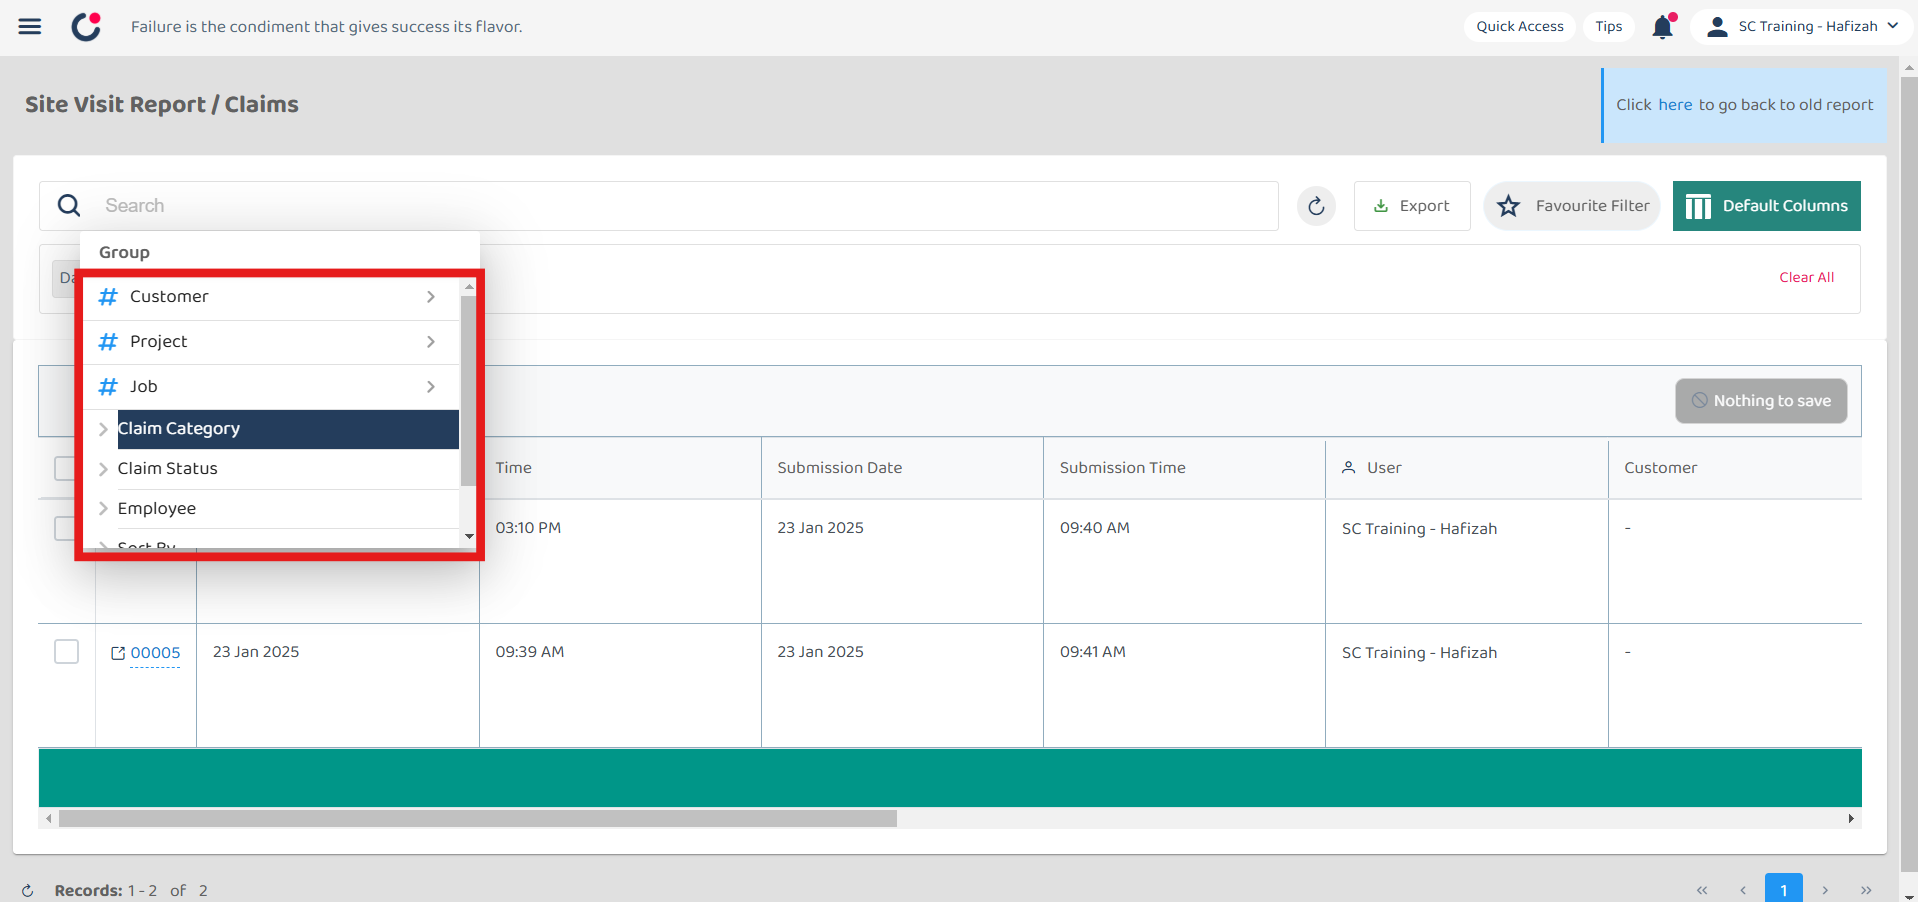 Failure is the condiment that gives success its flavor.
Quick Access
Tips
SC Training - Hafizah
Site Visit Report / Claims
Click here to go back to old report
Search
Export
Favourite Filter
Default Columns
Group
Clear All
# Customer
# Project
# Job
Claim Category
Claim Status
Employee
Sort By
Nothing to save
Time
Submission Date
Submission Time
User
Customer
03:10 PM
23 Jan 2025
09:40 AM
SC Training - Hafizah
-
00005
23 Jan 2025
09:39 AM
23 Jan 2025
09:41 AM
SC Training - Hafizah
-
Records: 1 - 2 of 2
« ‹ 1 › »